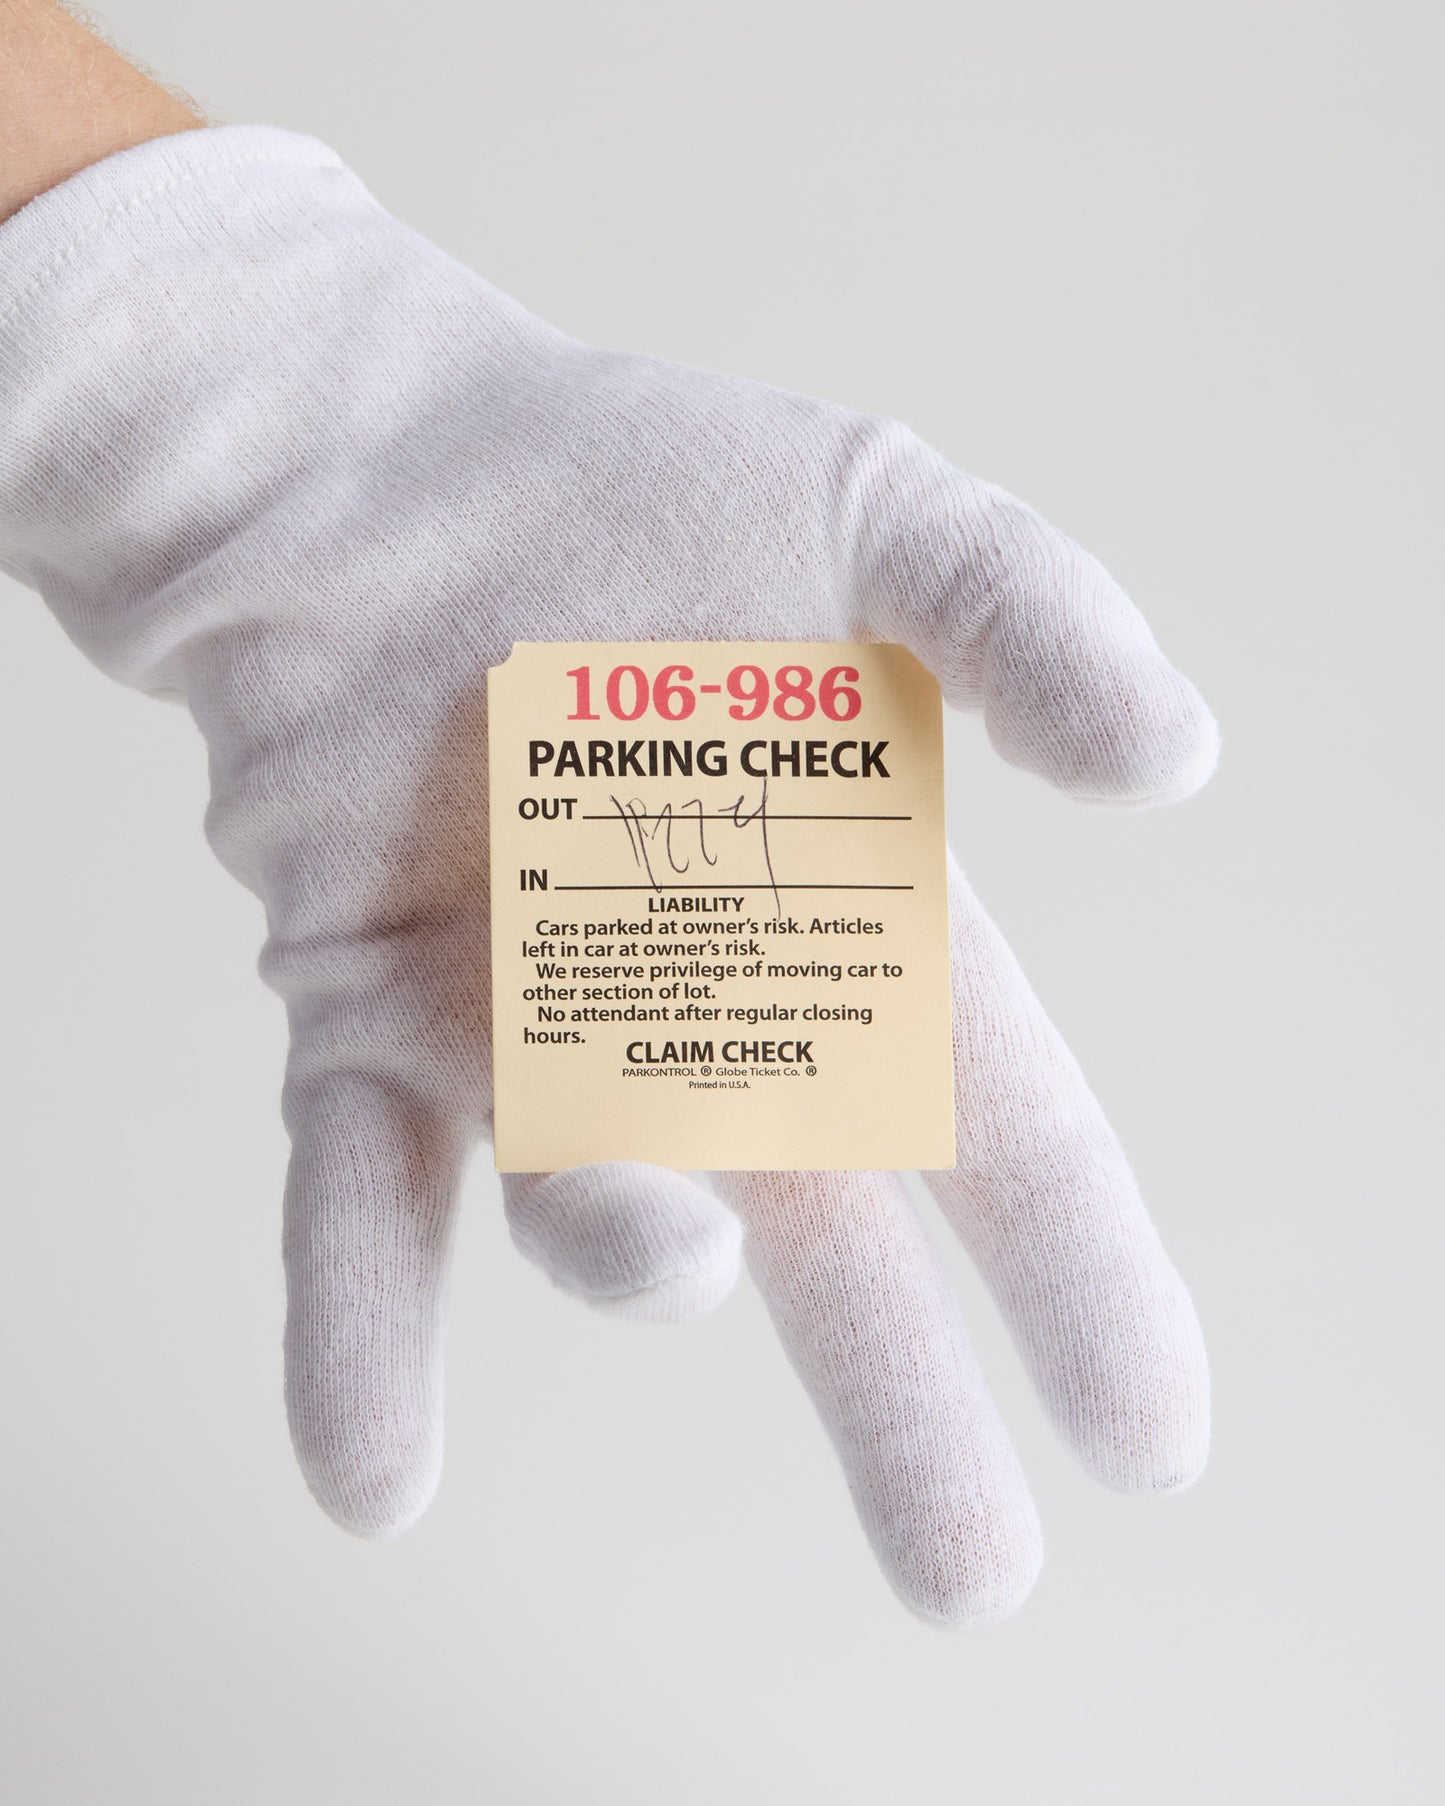 106-986
PARKING CHECK
OUT
IN
LIABILITY
Cars parked at owner's risk. Articles
left in car at owner's risk.
We reserve privilege of moving car to
other section of lot.
No attendant after regular closing
hours.
CLAIM CHECK
PARKONTROL ® Globe Ticket Co. ®
Printed in U.S.A.